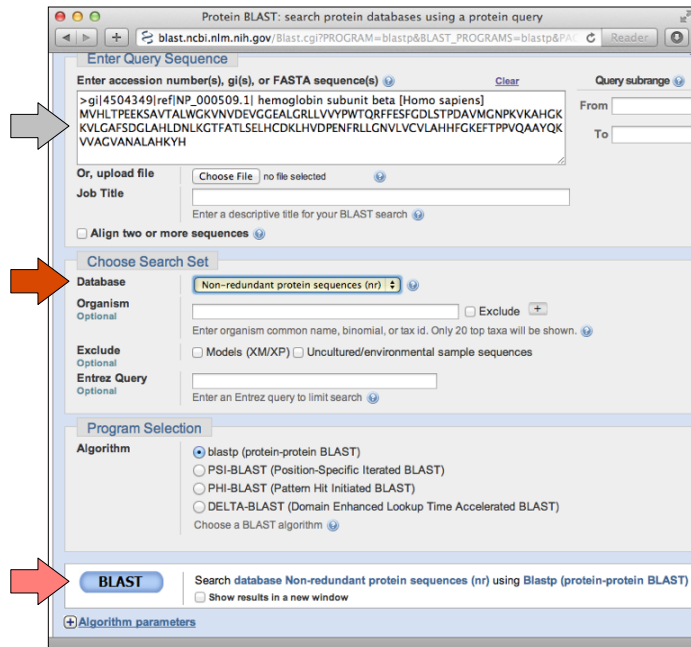 Protein BLAST: search protein databases using a protein query
blast.ncbi.nlm.nih.gov/Blast.cgi?PROGRAM=blastp&BLAST_PROGRAMS=blastp&PA
Reader
Enter Query Sequence
Enter accession number(s), gi(s), or FASTA sequence(s)
Clear
Query subrange
>gi|4504349|ref|NP_000509.1| hemoglobin subunit beta [Homo sapiens]
MVHLTPEEKSAVTALWGKVNVDEVGGEALGRLLVVYPWTQRFFESFGDLSTPDAVMGNPKVKAHGK
KVLGAFSDGLAHLDNLKGTFATLSELHCDKLHVDPENFRLLGNVLVCVLAHHFGKEFTPPVQAAYQK
VVAGVANALAHKYH
From
To
Or, upload file
Choose File no file selected
Job Title
Enter a descriptive title for your BLAST search
Align two or more sequences
Choose Search Set
Database
Non-redundant protein sequences (nr)
Organism
Optional
Exclude +
Enter organism common name, binomial, or tax id. Only 20 top taxa will be shown.
Exclude
Optional
Models (XM/XP) Uncultured/environmental sample sequences
Entrez Query
Optional
Enter an Entrez query to limit search
Program Selection
Algorithm
blastp (protein-protein BLAST)
PSI-BLAST (Position-Specific Iterated BLAST)
PHI-BLAST (Pattern Hit Initiated BLAST)
DELTA-BLAST (Domain Enhanced Lookup Time Accelerated BLAST)
Choose a BLAST algorithm
BLAST
Search database Non-redundant protein sequences (nr) using Blastp (protein-protein BLAST)
Show results in a new window
Algorithm parameters